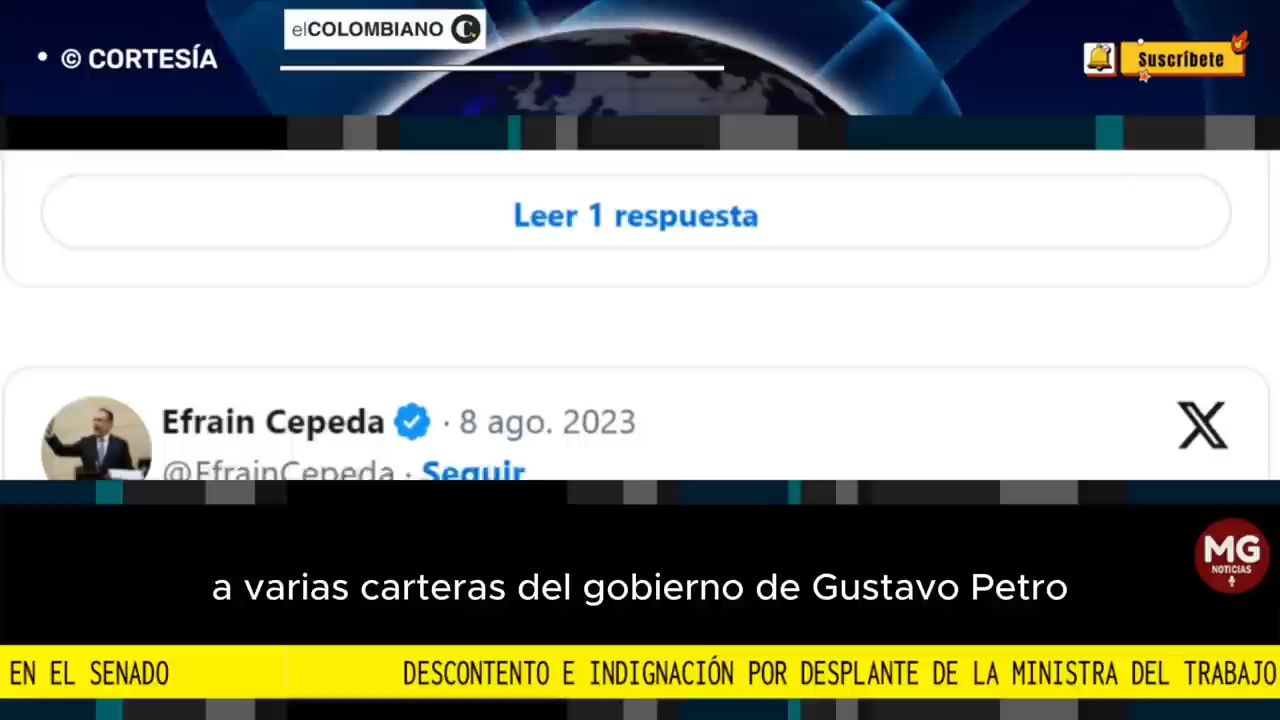 elCOLOMBIANO C
• © CORTESÍA
Suscríbete
Leer 1 respuesta
Efrain Cepeda · 8 ago. 2023
@EfrainCepeda · Seguir
MG
NOTICIAS
a varias carteras del gobierno de Gustavo Petro
EN EL SENADO DESCONTENTO E INDIGNACIÓN POR DESPLANTE DE LA MINISTRA DEL TRABAJO